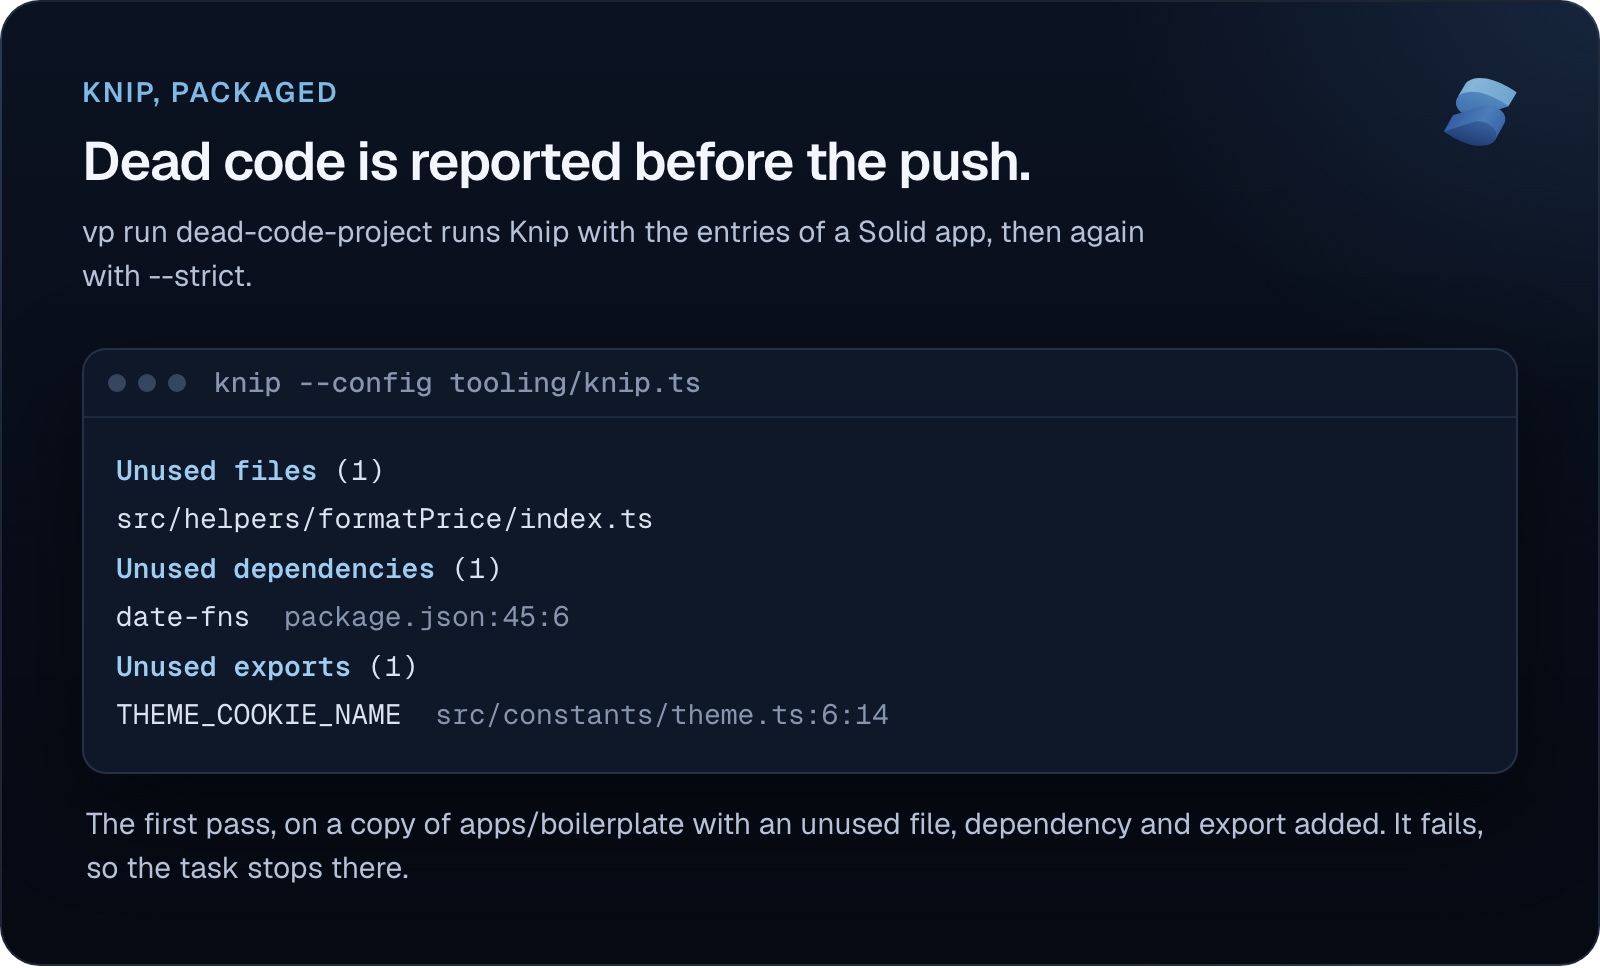 KNIP, PACKAGED
Dead code is reported before the push.
vp run dead-code-project runs Knip with the entries of a Solid app, then again
with --strict.
knip --config tooling/knip.ts
Unused files (1)
src/helpers/formatPrice/index.ts
Unused dependencies (1)
date-fns  package.json:45:6
Unused exports (1)
THEME_COOKIE_NAME  src/constants/theme.ts:6:14
The first pass, on a copy of apps/boilerplate with an unused file, dependency and export added. It fails,
so the task stops there.